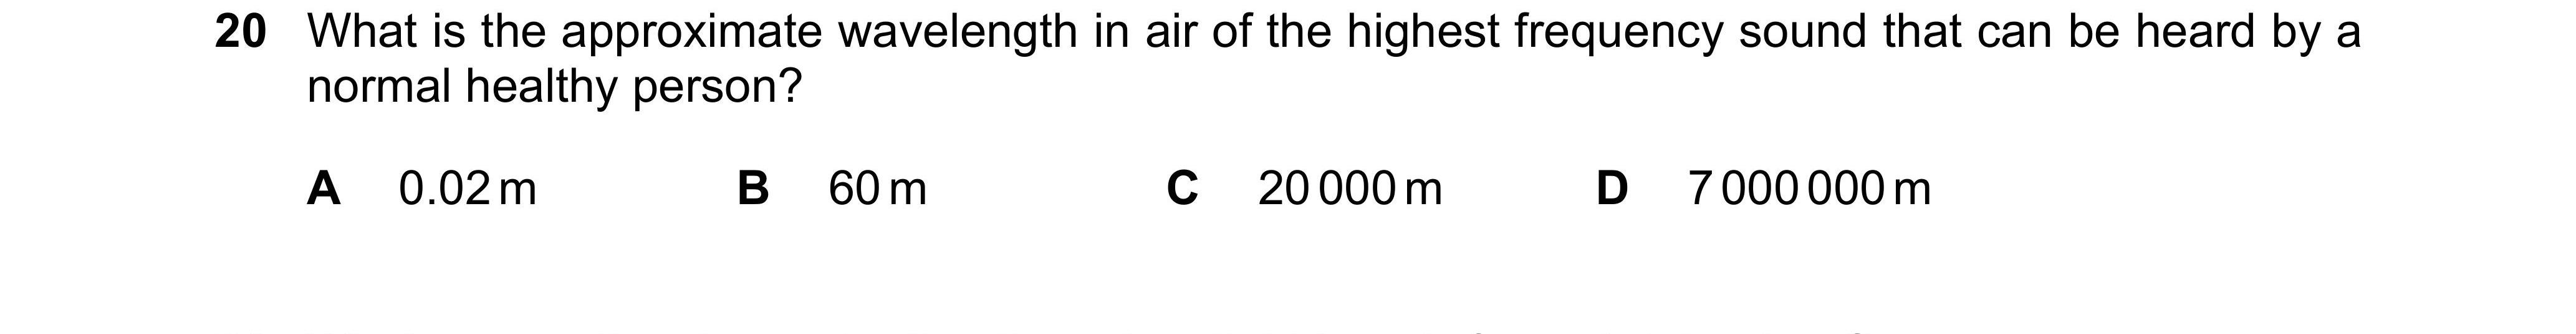 20 What is the approximate wavelength in air of the highest frequency sound that can be heard by a
normal healthy person?
A 0.02 m B 60 m C 20 000 m D 7 000 000 m